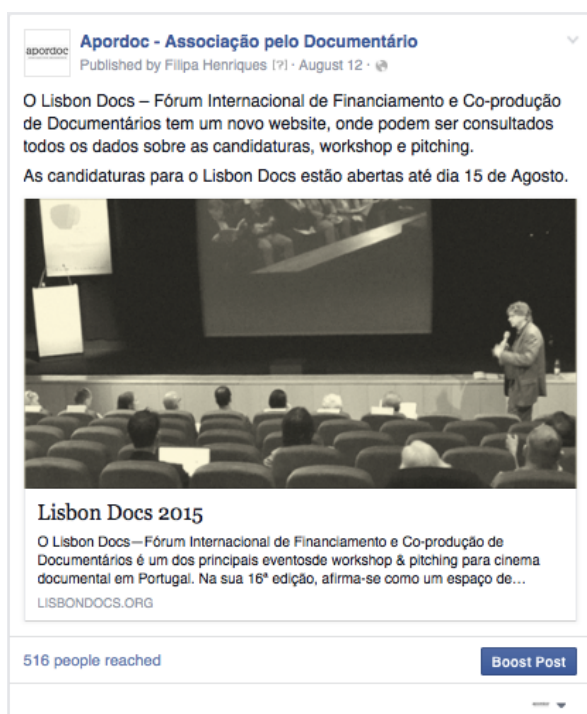 apordoc
Apordoc - Associação pelo Documentário
Published by Filipa Henriques [?] · August 12 ·
O Lisbon Docs – Fórum Internacional de Financiamento e Co-produção
de Documentários tem um novo website, onde podem ser consultados
todos os dados sobre as candidaturas, workshop e pitching.
As candidaturas para o Lisbon Docs estão abertas até dia 15 de Agosto.
Lisbon Docs 2015
O Lisbon Docs—Fórum Internacional de Financiamento e Co-produção de
Documentários é um dos principais eventosde workshop & pitching para cinema
documental em Portugal. Na sua 16ª edição, afirma-se como um espaço de...
LISBONDOCS.ORG
516 people reached
Boost Post